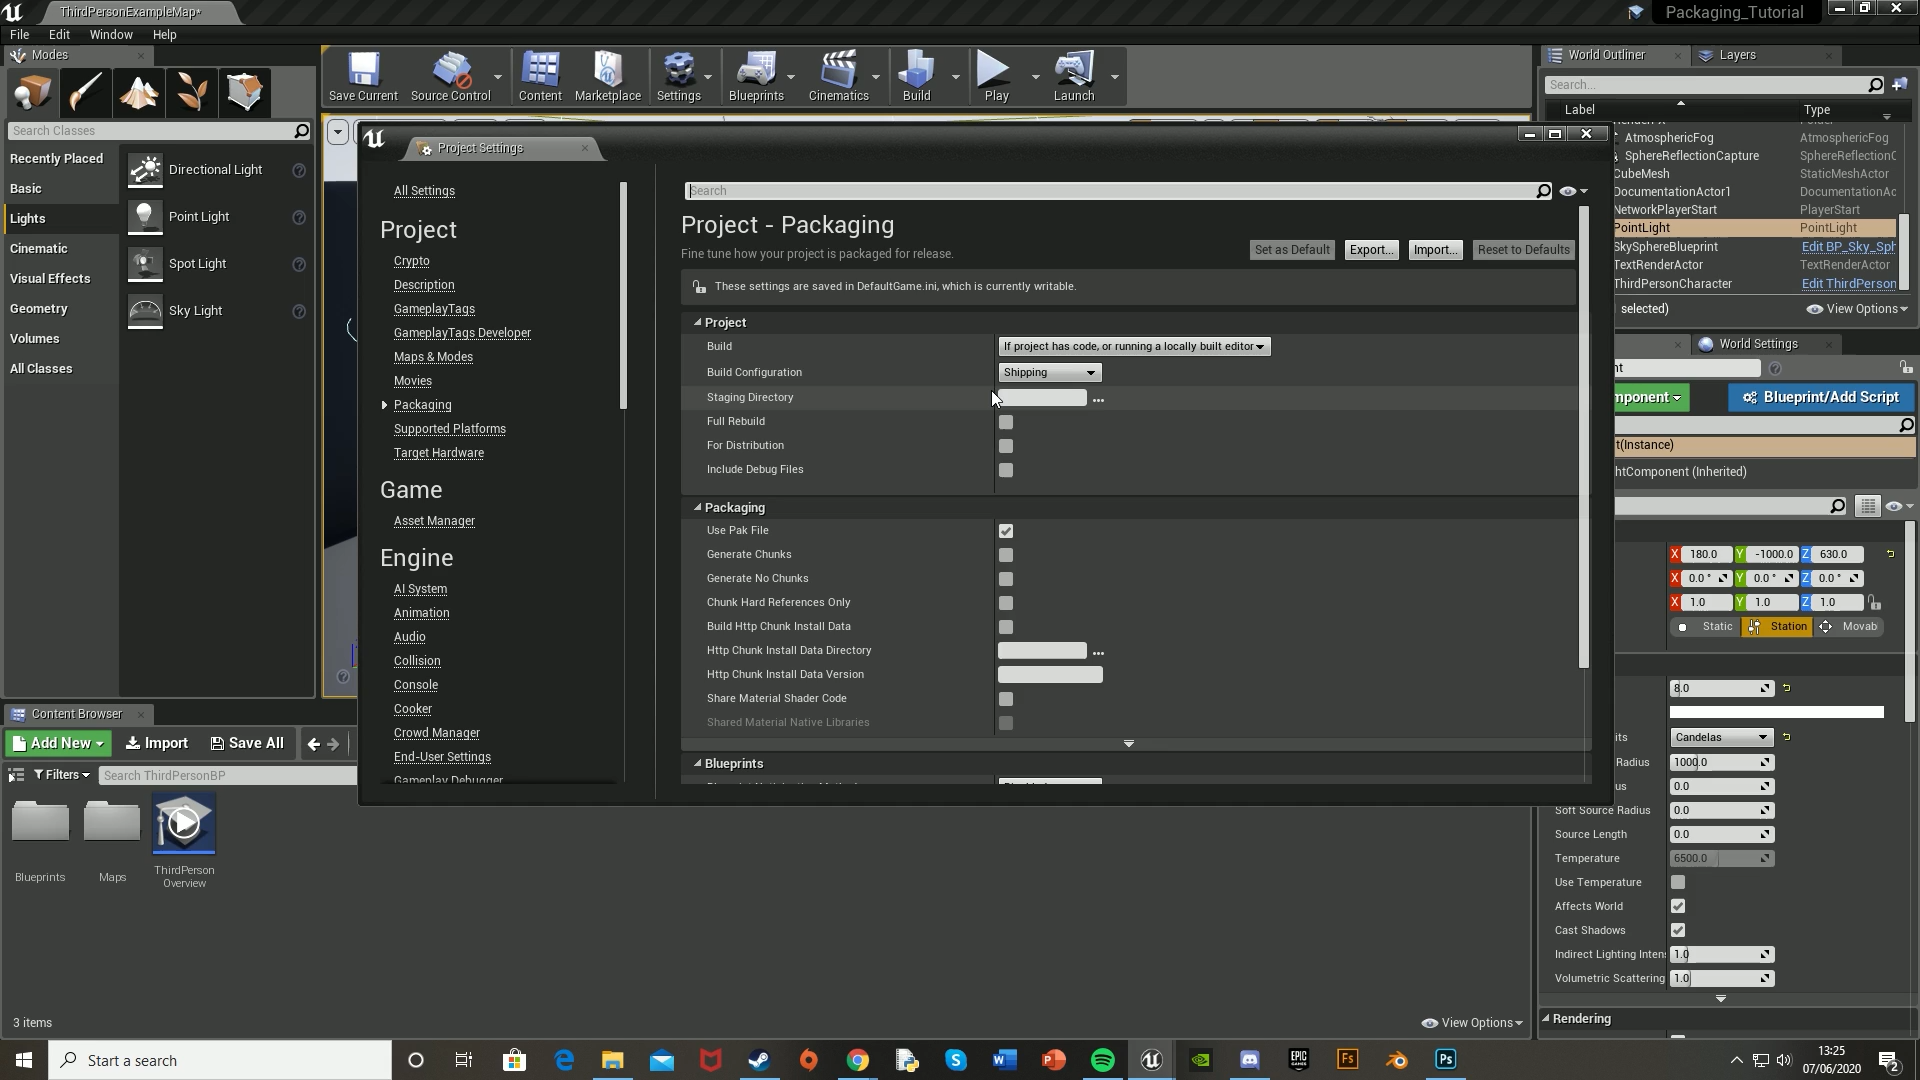 ThirdPersonExampleMap*
Packaging_Tutorial
File Edit Window Help
Modes
Search Classes
Recently Placed
Basic
Lights
Cinematic
Visual Effects
Geometry
Volumes
All Classes
Directional Light
Point Light
Spot Light
Sky Light
Save Current
Source Control
Content
Marketplace
Settings
Blueprints
Cinematics
Build
Play
Launch
Project Settings
All Settings
Project
Crypto
Description
GameplayTags
GameplayTags Developer
Maps & Modes
Movies
Packaging
Supported Platforms
Target Hardware
Game
Asset Manager
Engine
AI System
Animation
Audio
Collision
Console
Cooker
Crowd Manager
End-User Settings
Gameplay Debugger
Search
Project - Packaging
Fine tune how your project is packaged for release.
Set as Default Export... Import... Reset to Defaults
These settings are saved in DefaultGame.ini, which is currently writable.
Project
Build If project has code, or running a locally built editor
Build Configuration Shipping
Staging Directory ...
Full Rebuild
For Distribution
Include Debug Files
Packaging
Use Pak File
Generate Chunks
Generate No Chunks
Chunk Hard References Only
Build Http Chunk Install Data
Http Chunk Install Data Directory ...
Http Chunk Install Data Version
Share Material Shader Code
Shared Material Native Libraries
Blueprints
World Outliner Layers
Search...
Label Type
AtmosphericFog AtmosphericFog
SphereReflectionCapture SphereReflectionC
CubeMesh StaticMeshActor
DocumentationActor1 DocumentationAc
NetworkPlayerStart PlayerStart
PointLight PointLight
SkySphereBlueprint Edit BP_Sky_Sph
TextRenderActor TextRenderActor
ThirdPersonCharacter Edit ThirdPerson
selected) View Options
World Settings
nt
mponent Blueprint/Add Script
t(Instance)
htComponent (Inherited)
X 180.0 Y -1000.0 Z 630.0
X 0.0 ° Y 0.0 ° Z 0.0 °
X 1.0 Y 1.0 Z 1.0
Static Station Movab
8.0
its Candelas
Radius 1000.0
us 0.0
Soft Source Radius 0.0
Source Length 0.0
Temperature 6500.0
Use Temperature
Affects World
Cast Shadows
Indirect Lighting Inten 1.0
Volumetric Scattering 1.0
Rendering
Content Browser
Add New Import Save All
Filters Search ThirdPersonBP
Blueprints
Maps
ThirdPerson
Overview
3 items
View Options
Start a search
13:25
07/06/2020
2